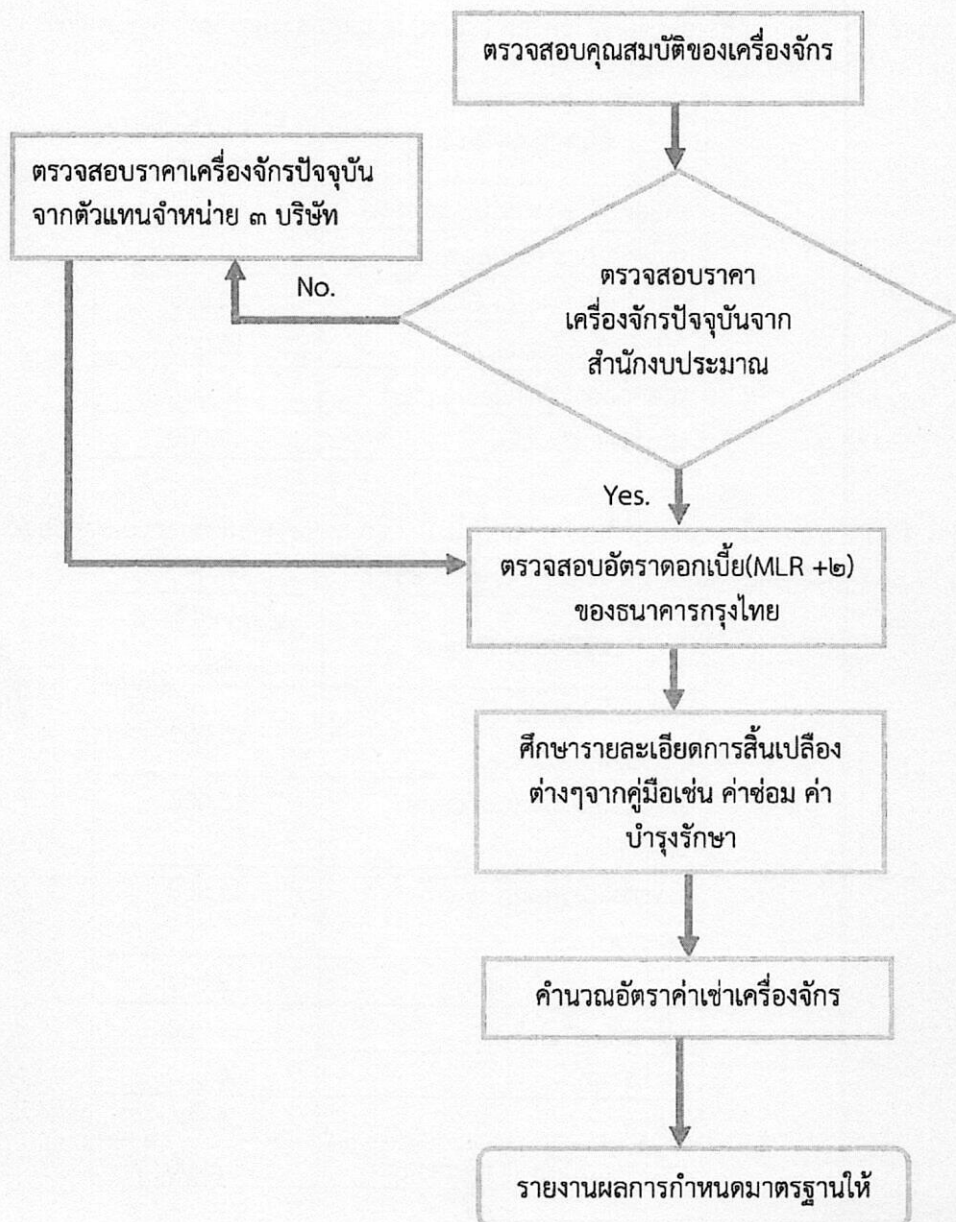 ตรวจสอบคุณสมบัติของเครื่องจักร
ตรวจสอบราคาเครื่องจักรปัจจุบัน
จากตัวแทนจำหน่าย ๓ บริษัท
No.
ตรวจสอบราคา
เครื่องจักรปัจจุบันจาก
สำนักงบประมาณ
Yes.
ตรวจสอบอัตราดอกเบี้ย(MLR +๒)
ของธนาคารกรุงไทย
ศึกษารายละเอียดการสิ้นเปลือง
ต่างๆจากคู่มือเช่น ค่าซ่อม ค่า
บำรุงรักษา
คำนวณอัตราค่าเช่าเครื่องจักร
รายงานผลการกำหนดมาตรฐานให้